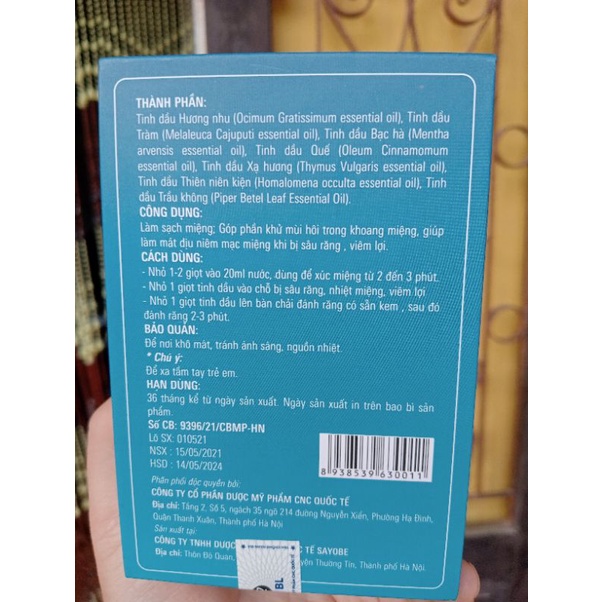 THÀNH PHẦN:
Tinh dầu Hương nhu (Ocimum Gratissimum essential oil), Tinh dầu
Tràm (Melaleuca Cajuputi essential oil), Tinh dầu Bạc hà (Mentha
arvensis essential oil), Tinh dầu Quế (Oleum Cinnamomum
essential oil), Tinh dầu Xạ hương (Thymus Vulgaris essential oil),
Tinh dầu Thiên niên kiện (Homalomena occulta essential oil), Tinh
dầu Trầu không (Piper Betel Leaf Essential Oil).
CÔNG DỤNG:
Làm sạch miệng; Góp phần khử mùi hôi trong khoang miệng, giúp
làm mát dịu niêm mạc miệng khi bị sâu răng , viêm lợi.
CÁCH DÙNG:
- Nhỏ 1-2 giọt vào 20ml nước, dùng để xúc miệng từ 2 đến 3 phút.
- Nhỏ 1 giọt tinh dầu vào chỗ bị sâu răng, nhiệt miệng, viêm lợi
- Nhỏ 1 giọt tinh dầu lên bàn chải đánh răng có sẵn kem , sau đó
đánh răng 2-3 phút.
BẢO QUẢN:
Để nơi khô mát, tránh ánh sáng, nguồn nhiệt.
* Chú ý:
Để xa tầm tay trẻ em.
HẠN DÙNG:
36 tháng kể từ ngày sản xuất. Ngày sản xuất in trên bao bì sản
phẩm.
Số CB: 9396/21/CBMP-HN
Lô SX: 010521
NSX : 15/05/2021
HSD : 14/05/2024
8 938539 630011
Phân phối độc quyền bởi:
CÔNG TY CỔ PHẦN DƯỢC MỸ PHẨM CNC QUỐC TẾ
Địa chỉ: Tầng 2, Số 5, ngách 35 ngõ 214 đường Nguyễn Xiển, Phường Hạ Đình,
Quận Thanh Xuân, Thành phố Hà Nội
Sản xuất tại:
CÔNG TY TNHH DƯỢC TẾ SAYOBE
Địa chỉ: Thôn Đỗ Quan, Thường Tín, Thành phố Hà Nội.
BL